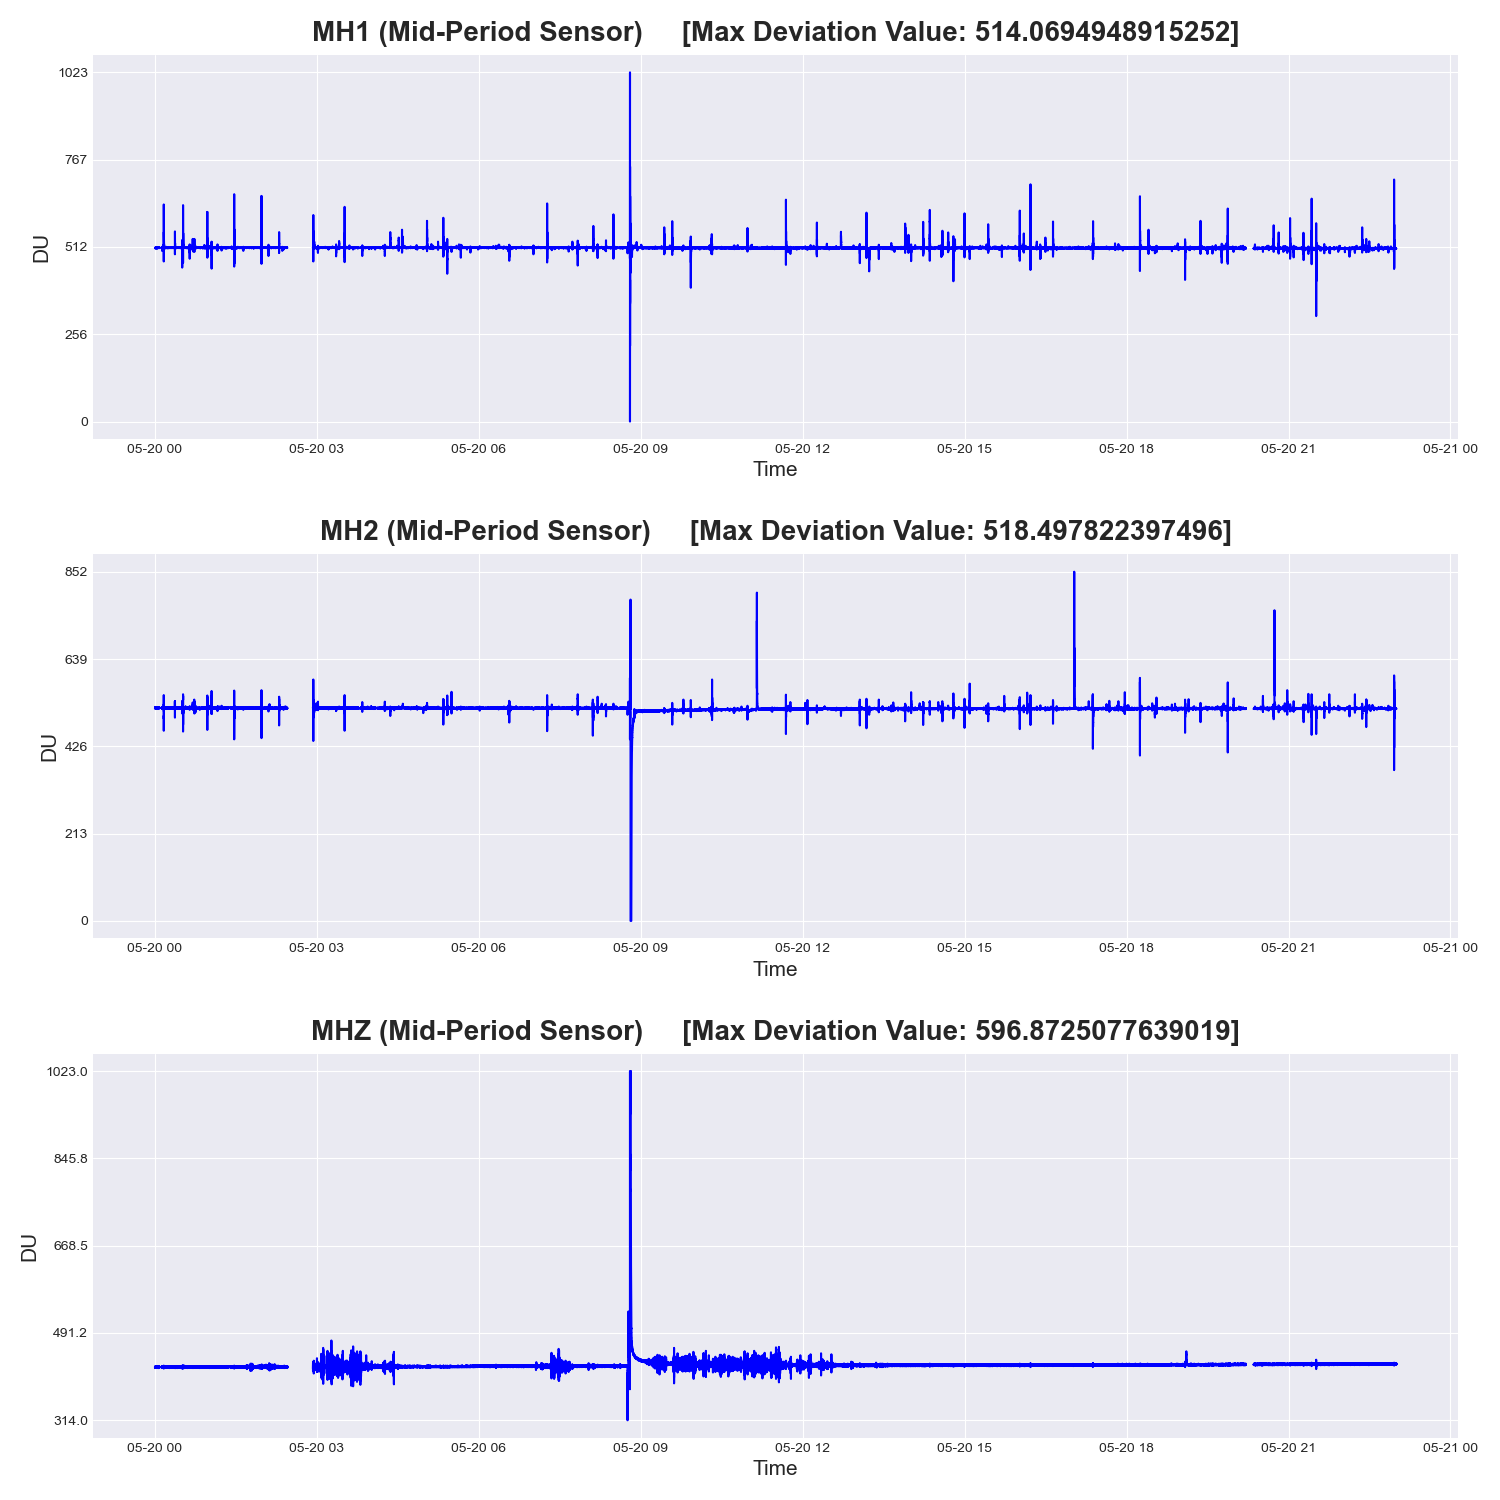 MH1 (Mid-Period Sensor) [Max Deviation Value: 514.0694948915252]
1023
767
512
256
0
DU
05-20 00 05-20 03 05-20 06 05-20 09 05-20 12 05-20 15 05-20 18 05-20 21 05-21 00
Time
MH2 (Mid-Period Sensor) [Max Deviation Value: 518.497822397496]
852
639
426
213
0
DU
05-20 00 05-20 03 05-20 06 05-20 09 05-20 12 05-20 15 05-20 18 05-20 21 05-21 00
Time
MHZ (Mid-Period Sensor) [Max Deviation Value: 596.8725077639019]
1023.0
845.8
668.5
491.2
314.0
DU
05-20 00 05-20 03 05-20 06 05-20 09 05-20 12 05-20 15 05-20 18 05-20 21 05-21 00
Time